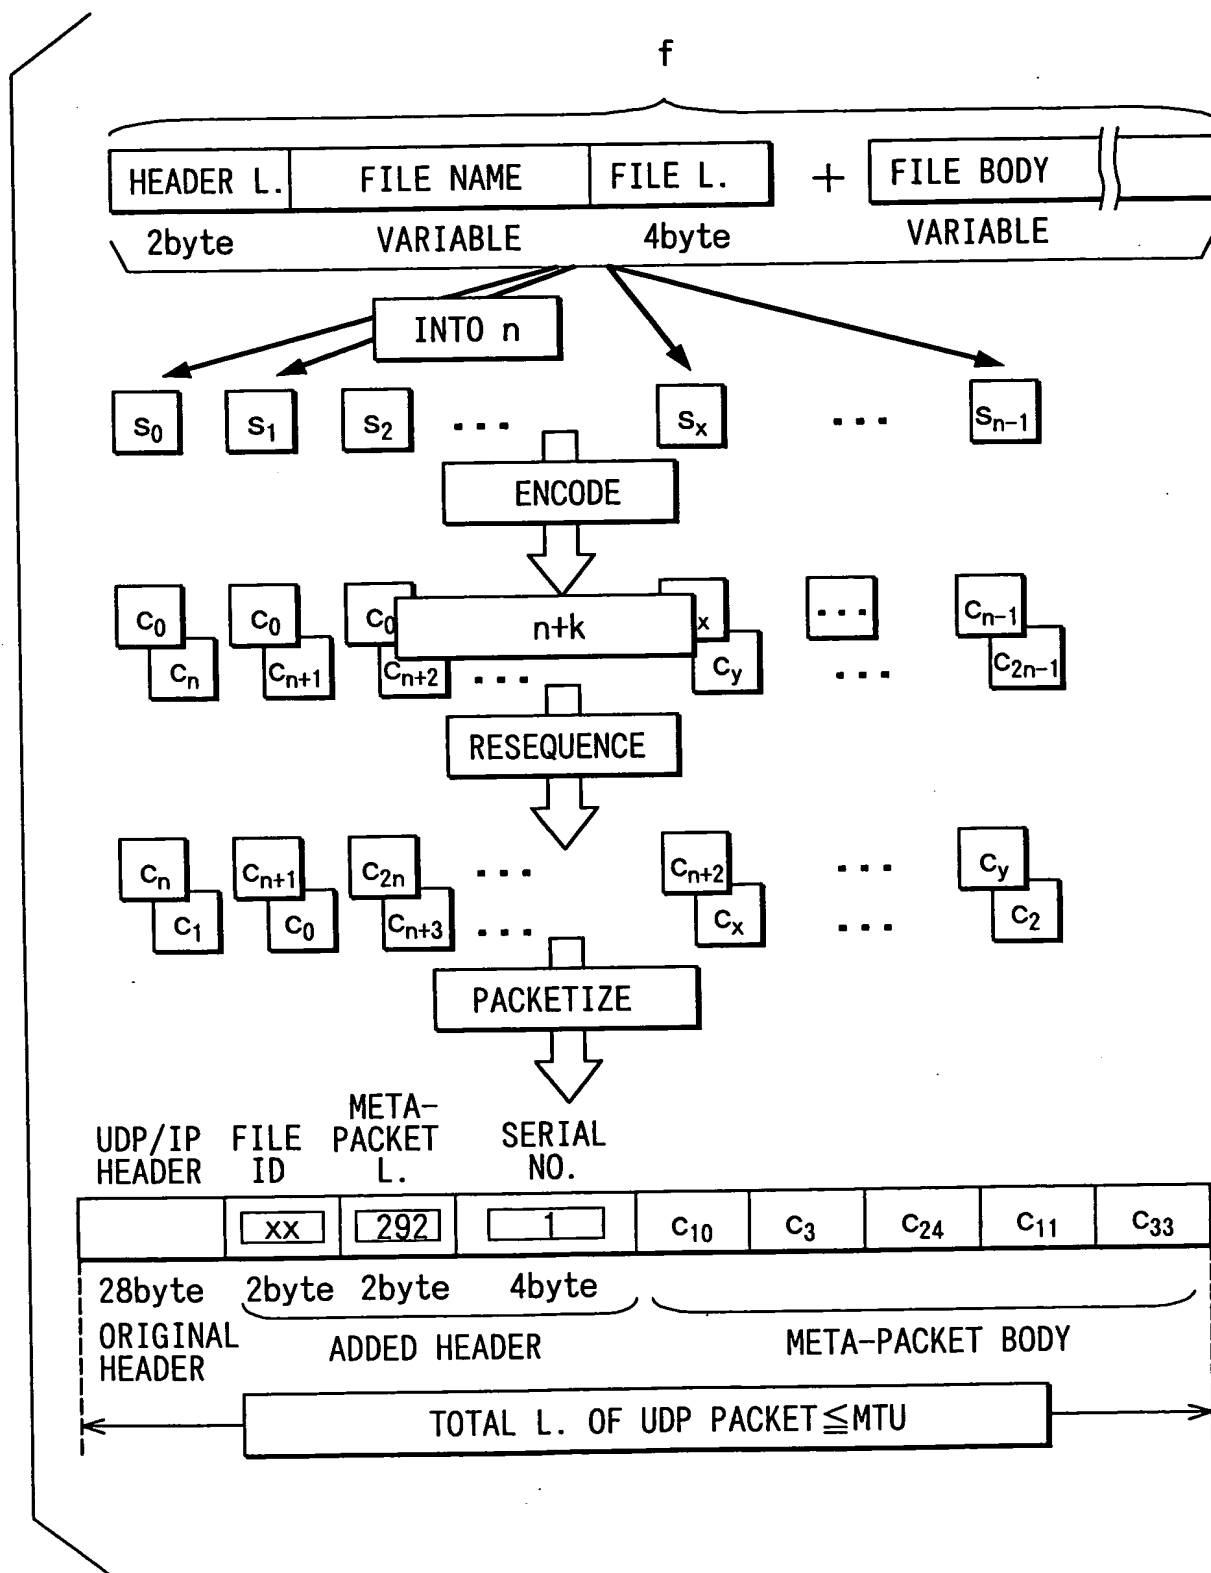 f
HEADER L. FILE NAME FILE L. + FILE BODY
2byte VARIABLE 4byte VARIABLE
INTO n
S0 S1 S2 ... Sx ... Sn-1
ENCODE
C0 C0 C0 n+k x ... Cn-1
Cn Cn+1 Cn+2 ... Cy ... C2n-1
RESEQUENCE
Cn Cn+1 C2n ... Cn+2 ... Cy
C1 C0 Cn+3 ... Cx ... C2
PACKETIZE
UDP/IP HEADER
FILE ID
META-PACKET L.
SERIAL NO.
xx 292 1 C10 C3 C24 C11 C33
28byte 2byte 2byte 4byte
ORIGINAL HEADER
ADDED HEADER
META-PACKET BODY
TOTAL L. OF UDP PACKET≦MTU